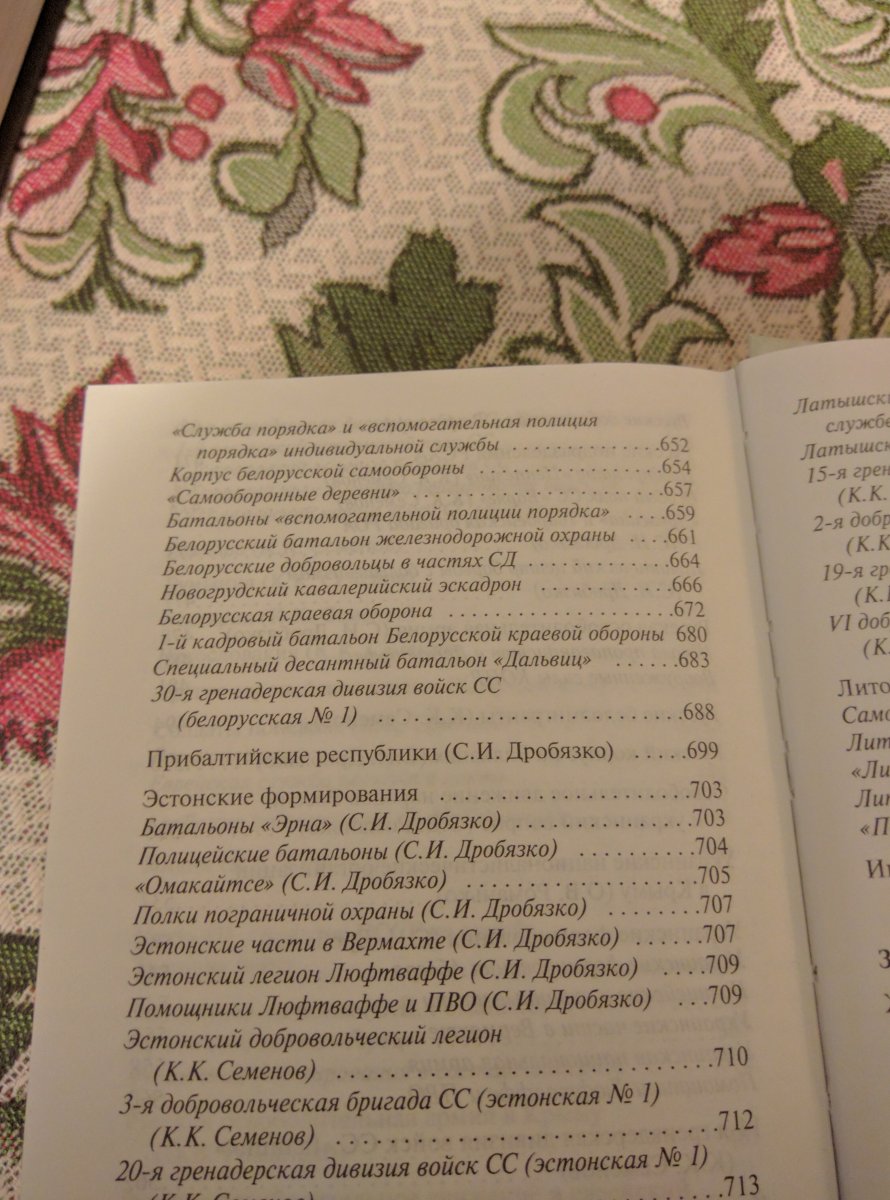 «Служба порядка» и «вспомогательная полиция
порядка» индивидуальной службы . . . . . . . . . . . . . .652
Корпус белорусской самообороны . . . . . . . . . . . . . . . . .654
«Самооборонные деревни» . . . . . . . . . . . . . . . . . . . . . . .657
Батальоны «вспомогательной полиции порядка» . . . .659
Белорусский батальон железнодорожной охраны . . . .661
Белорусские добровольцы в частях СД . . . . . . . . . . . . .664
Новогрудский кавалерийский эскадрон . . . . . . . . . . . .666
Белорусская краевая оборона . . . . . . . . . . . . . . . . . . . . .672
1-й кадровый батальон Белорусской краевой обороны 680
Специальный десантный батальон «Дальвиц» . . . . . .683
30-я гренадерская дивизия войск СС
(белорусская № 1) . . . . . . . . . . . . . . . . . . . . . . . . . . .688
Прибалтийские республики (С.И. Дробязко) . . . . .699
Эстонские формирования . . . . . . . . . . . . . . . . . . . . .703
Батальоны «Эрна» (С.И. Дробязко) . . . . . . . . . . . . . .703
Полицейские батальоны (С.И. Дробязко) . . . . . . . . . .704
«Омакайтсе» (С.И. Дробязко) . . . . . . . . . . . . . . . . . . .705
Полки пограничной охраны (С.И. Дробязко) . . . . . . . .707
Эстонские части в Вермахте (С.И. Дробязко) . . . . . .707
Эстонский легион Люфтваффе (С.И. Дробязко) . . . .709
Помощники Люфтваффе и ПВО (С.И. Дробязко) . . .709
Эстонский добровольческий легион
(К.К. Семенов) . . . . . . . . . . . . . . . . . . . . . . . . . . . .710
3-я добровольческая бригада СС (эстонская № 1)
(К.К. Семенов) . . . . . . . . . . . . . . . . . . . . . . . . . . . .712
20-я гренадерская дивизия войск СС (эстонская № 1)
(К.К. Семенов) . . . . . . . . . . . . . . . . . . . . . . . . . . . .713
службе
15-я
(К.К.
2-я
(К.К.
19-я
VI